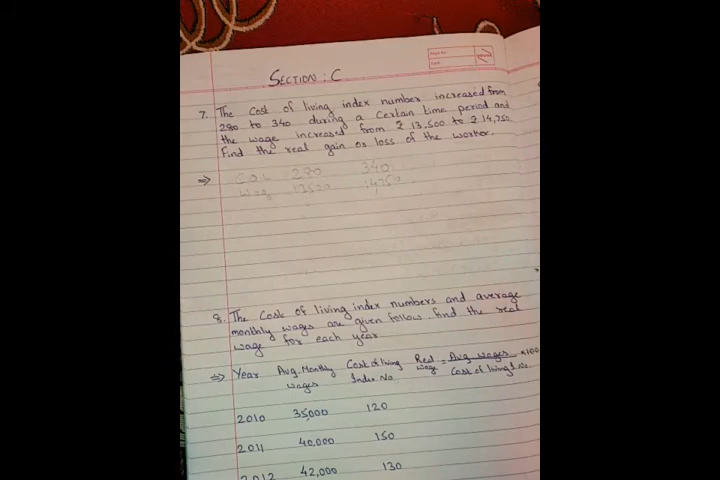 SECTION : C
7. The Cost of living index number increased from
280 to 340 during a Certain time period and
the wage increased from ₹ 13,500 to ₹ 14,750.
Find the real gain or loss of the worker.
⇒ C.O.L 280 340
Wage 13500 14750
8. The Cost of living index numbers and average
monthly wages are given follow. find the real
wage for each year
⇒ Year Avg. Monthly wages Cost of living Index No Real wage = Avg wages / Cost of living I. No. ×100
2010 35,000 120
2011 40,000 150
2012 42,000 130